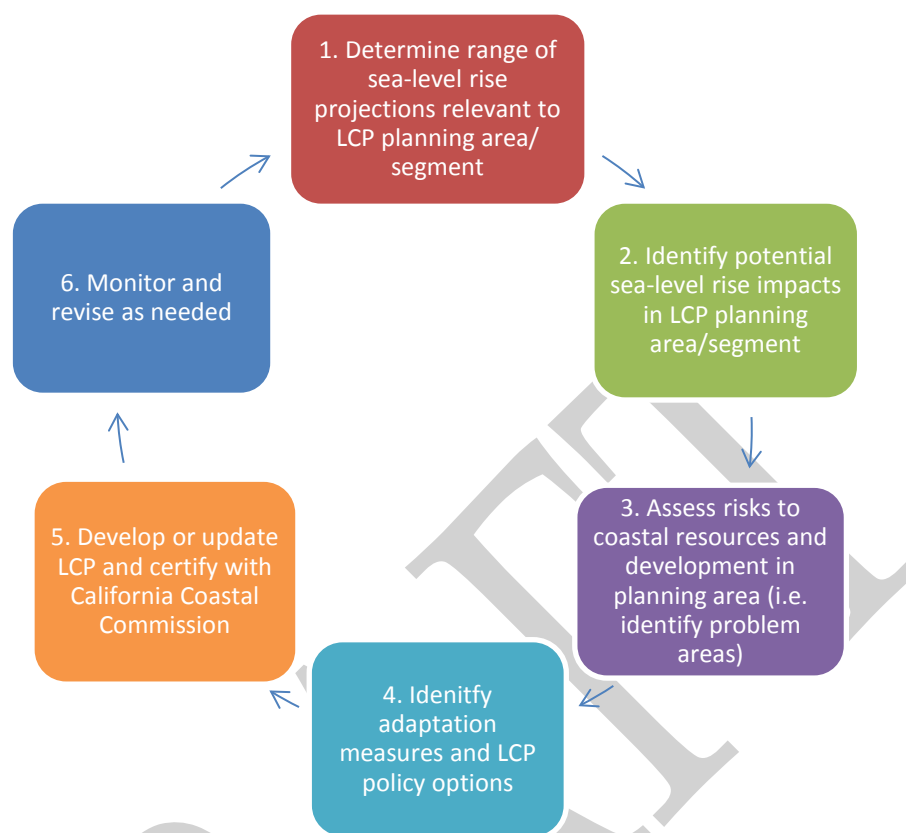 1. Determine range of
sea-level rise
projections relevant to
LCP planning area/
segment
2. Identify potential
sea-level rise impacts
in LCP planning
area/segment
3. Assess risks to
coastal resources and
development in
planning area (i.e.
identify problem
areas)
4. Idenitfy
adaptation
measures and LCP
policy options
5. Develop or update
LCP and certify with
California Coastal
Commission
6. Monitor and
revise as needed